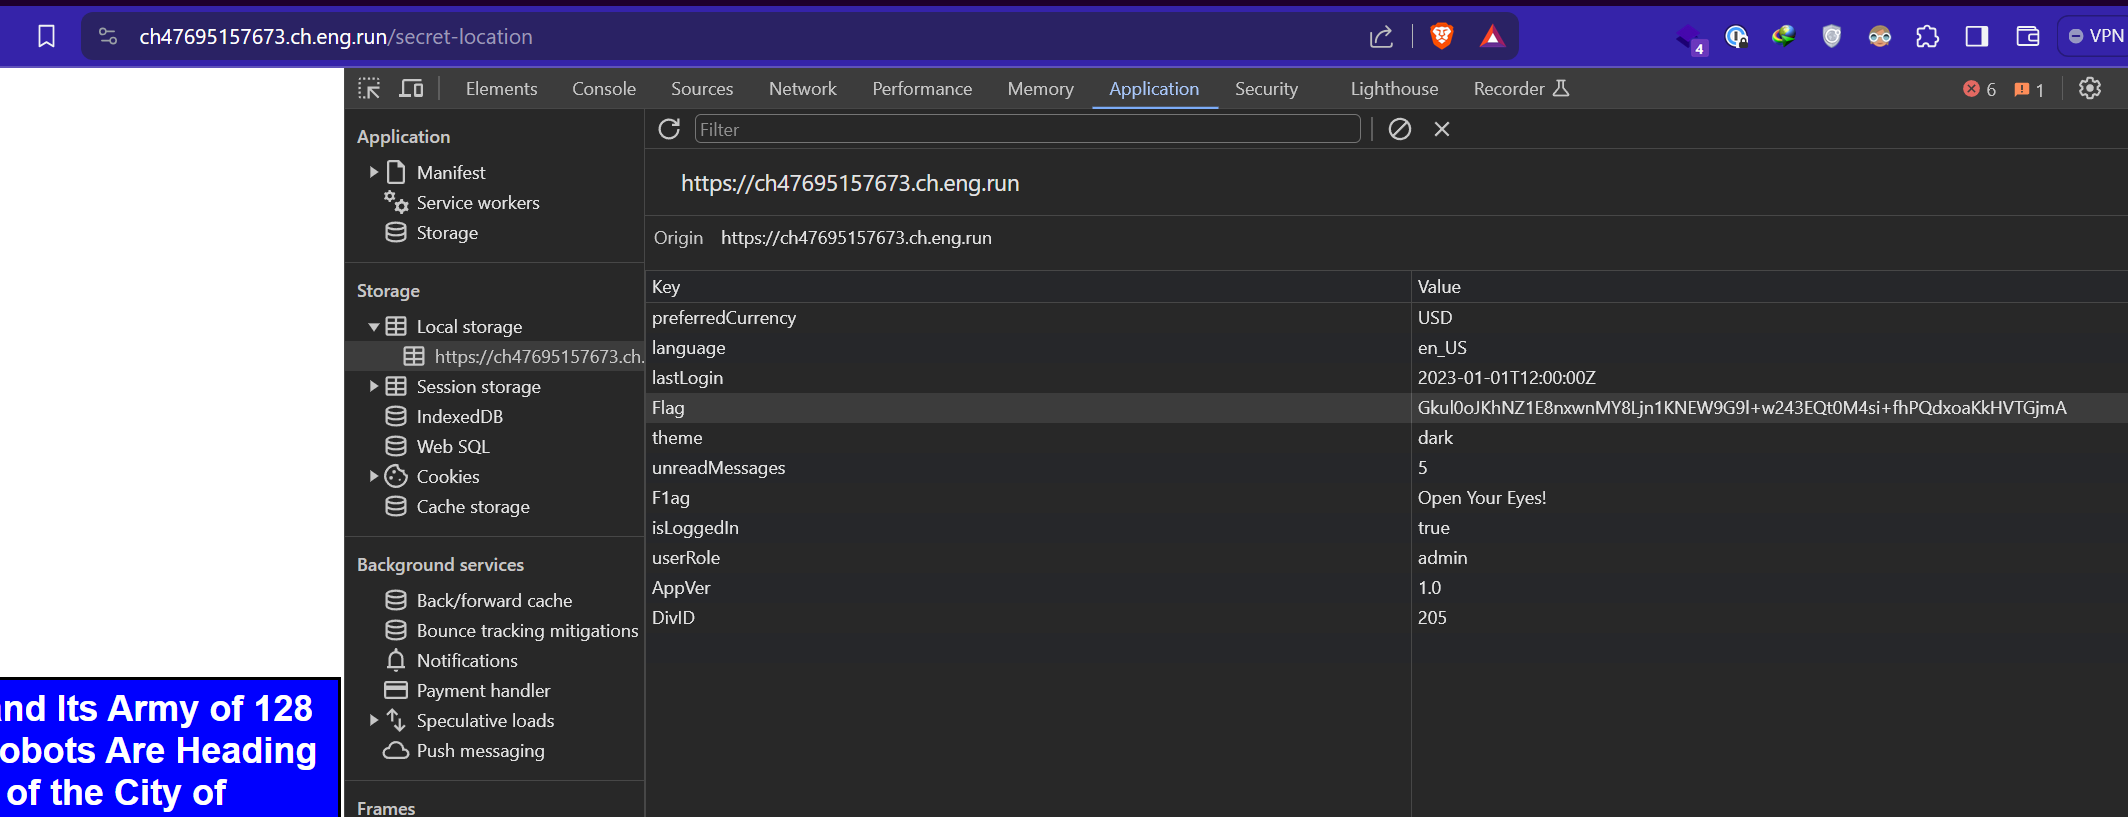 ch47695157673.ch.eng.run/secret-location
4
VPN
Elements Console Sources Network Performance Memory Application Security Lighthouse Recorder
6
1
Application
Manifest
Service workers
Storage
Storage
Local storage
https://ch47695157673.ch.
Session storage
IndexedDB
Web SQL
Cookies
Cache storage
Background services
Back/forward cache
Bounce tracking mitigations
Notifications
Payment handler
Speculative loads
Push messaging
Frames
Filter
https://ch47695157673.ch.eng.run
Origin https://ch47695157673.ch.eng.run
Key Value
preferredCurrency USD
language en_US
lastLogin 2023-01-01T12:00:00Z
Flag Gkul0oJKhNZ1E8nxwnMY8Ljn1KNEW9G9l+w243EQt0M4si+fhPQdxoaKkHVTGjmA
theme dark
unreadMessages 5
F1ag Open Your Eyes!
isLoggedIn true
userRole admin
AppVer 1.0
DivID 205
and Its Army of 128
obots Are Heading
of the City of